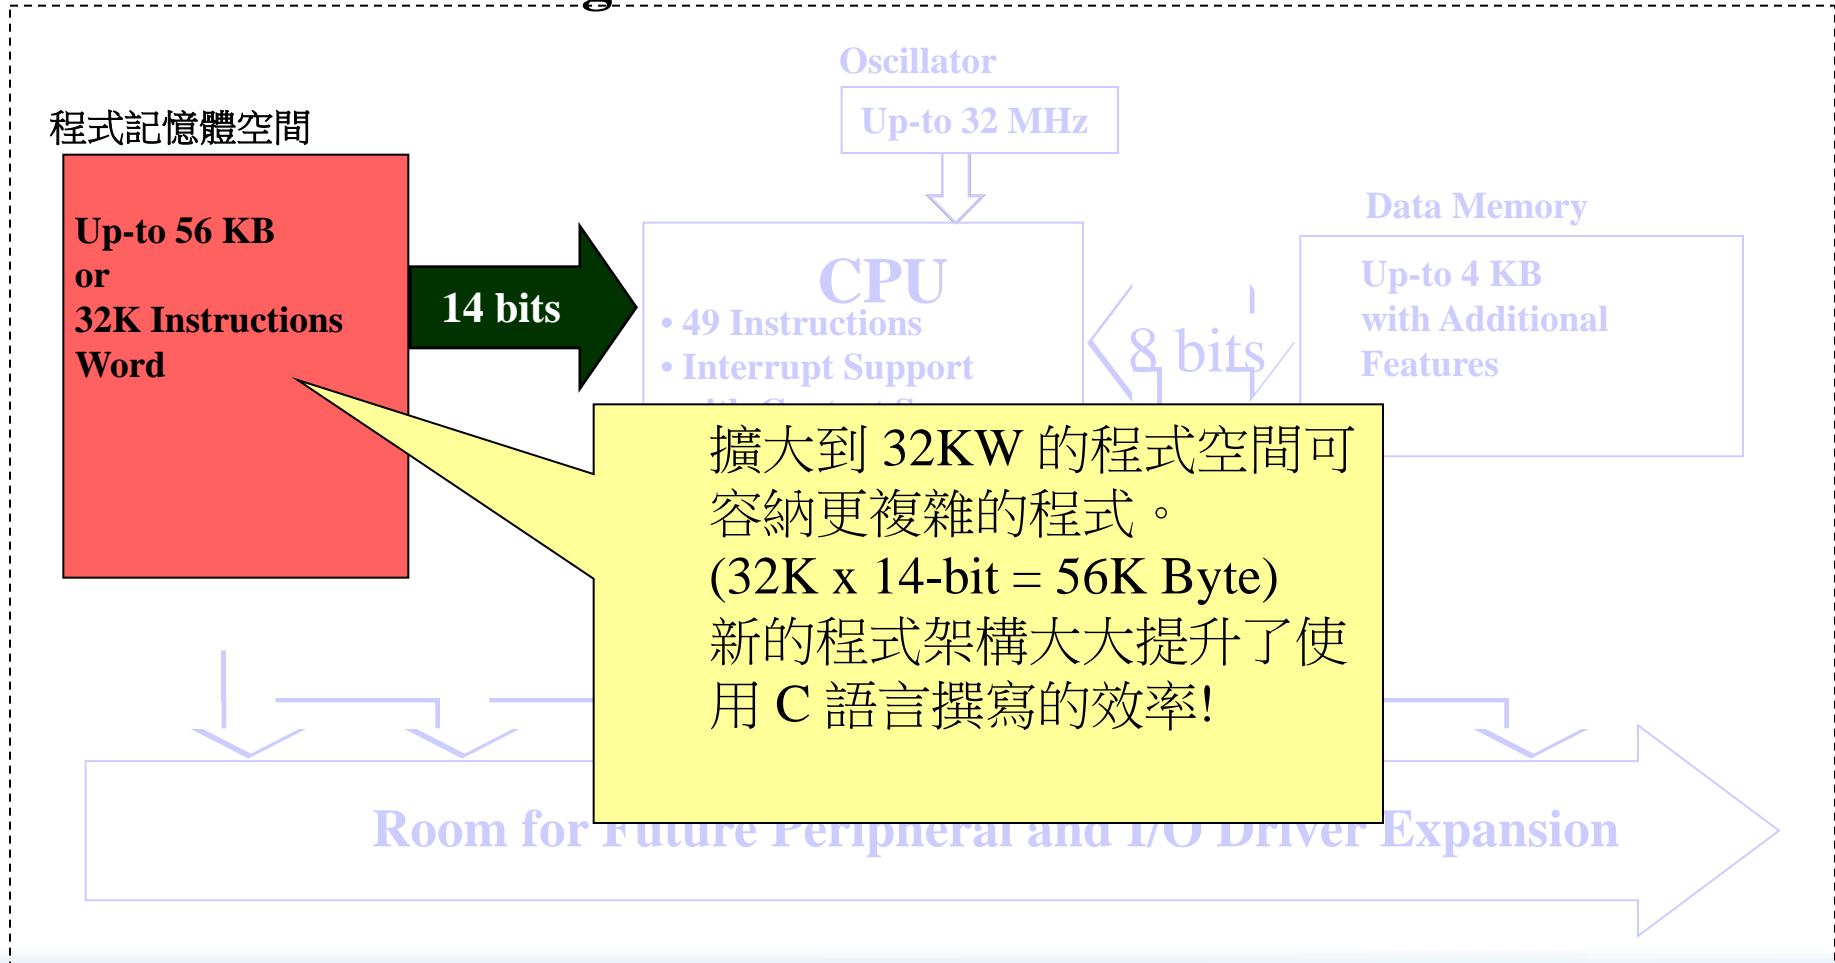 Oscillator
Up-to 32 MHz
程式記憶體空間
Up-to 56 KB
or
32K Instructions
Word
14 bits
CPU
• 49 Instructions
• Interrupt Support
8 bits
Data Memory
Up-to 4 KB
with Additional
Features
擴大到 32KW 的程式空間可
容納更複雜的程式。
(32K x 14-bit = 56K Byte)
新的程式架構大大提升了使
用 C 語言撰寫的效率!
Room for Future Peripheral and I/O Driver Expansion